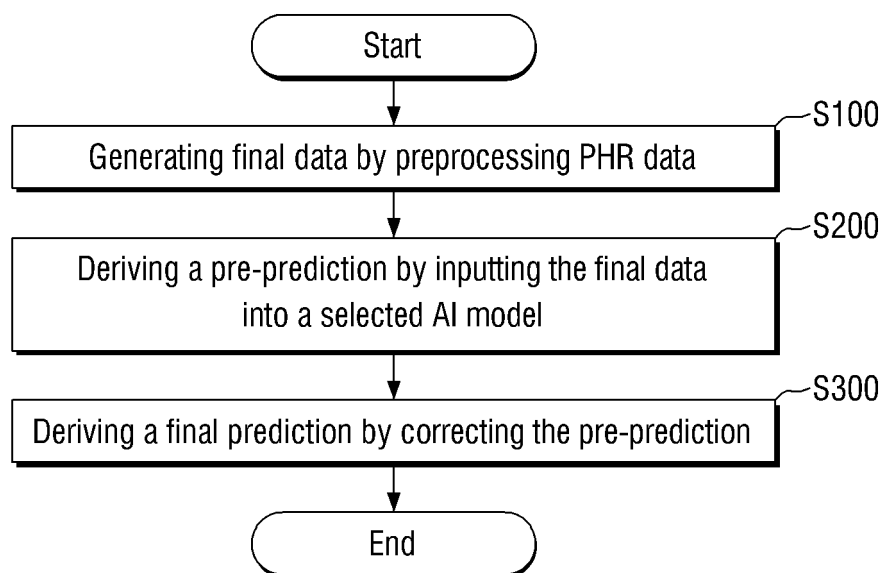 Start
S100
Generating final data by preprocessing PHR data
S200
Deriving a pre-prediction by inputting the final data
into a selected AI model
S300
Deriving a final prediction by correcting the pre-prediction
End